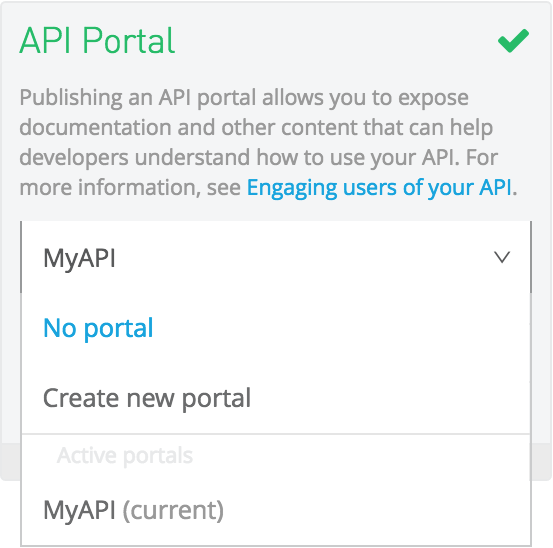 API Portal
Publishing an API portal allows you to expose
documentation and other content that can help
developers understand how to use your API. For
more information, see Engaging users of your API.
MyAPI
No portal
Create new portal
Active portals
MyAPI (current)